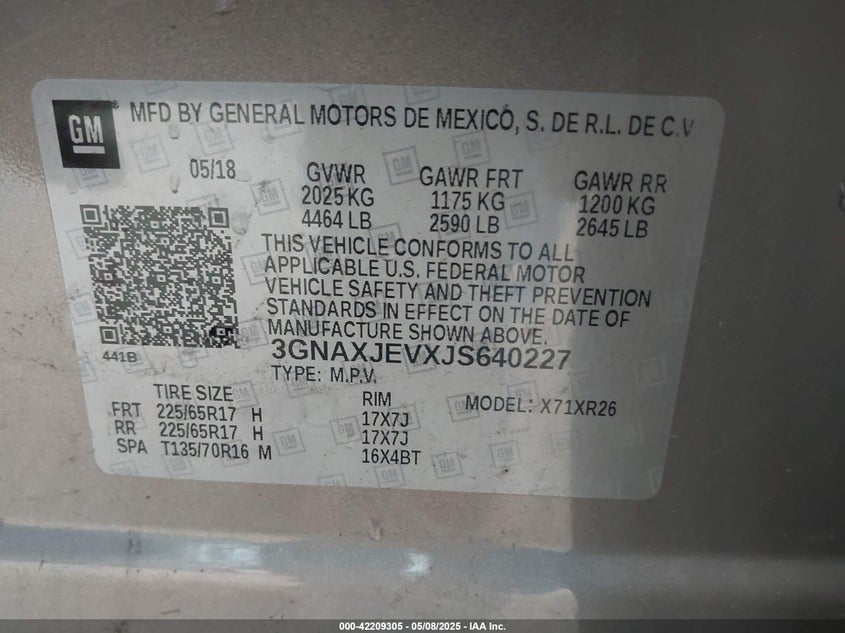 GM ® MFD BY GENERAL MOTORS DE MEXICO, S. DE R.L. DE C.V
05/18 GVWR GAWR FRT GAWR RR
2025 KG 1175 KG 1200 KG
4464 LB 2590 LB 2645 LB
THIS VEHICLE CONFORMS TO ALL
APPLICABLE U.S. FEDERAL MOTOR
VEHICLE SAFETY AND THEFT PREVENTION
STANDARDS IN EFFECT ON THE DATE OF
MANUFACTURE SHOWN ABOVE.
441B 3GNAXJEVXJS640227
TYPE: M.P.V.
TIRE SIZE RIM MODEL: X71XR26
FRT 225/65R17 H 17X7J
RR 225/65R17 H 17X7J
SPA T135/70R16 M 16X4BT
000-42209305 - 05/08/2025 - IAA Inc.